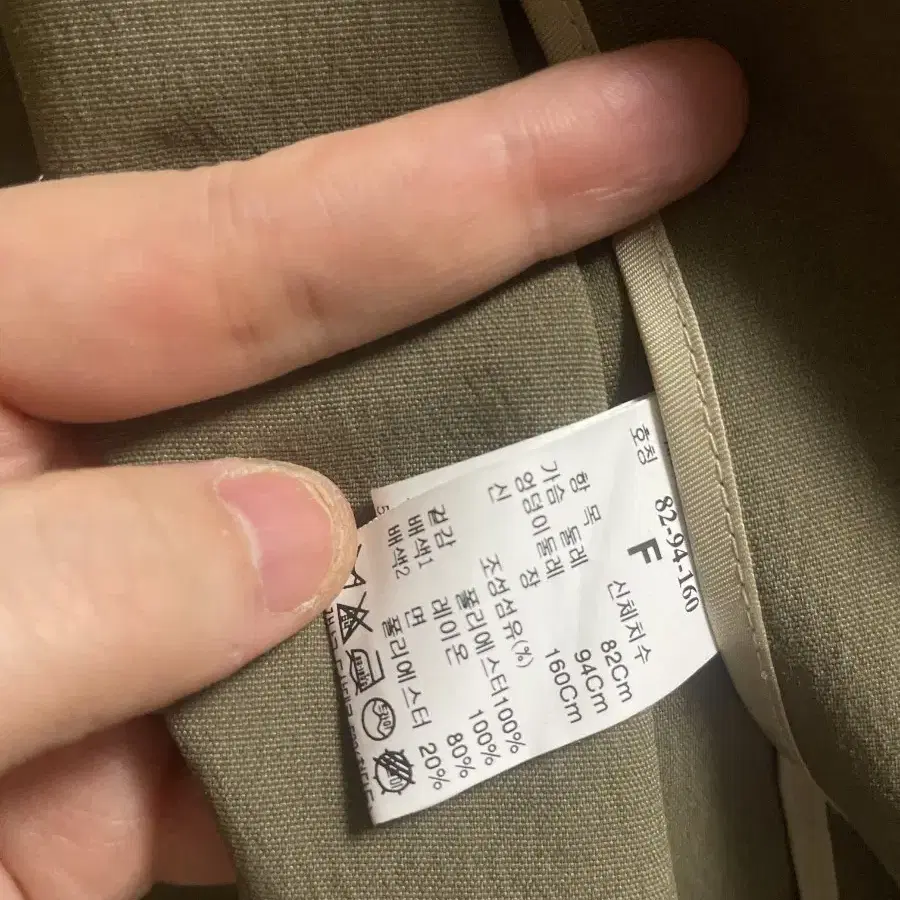 호칭 82-94-160
F
항 목 신체치수
가슴둘레 82Cm
엉덩이둘레 94Cm
신 장 160Cm
조성섬유(%)
겉감 폴리에스터100%
배색1 레이온 100%
배색2 면 80%
폴리에스터 20%